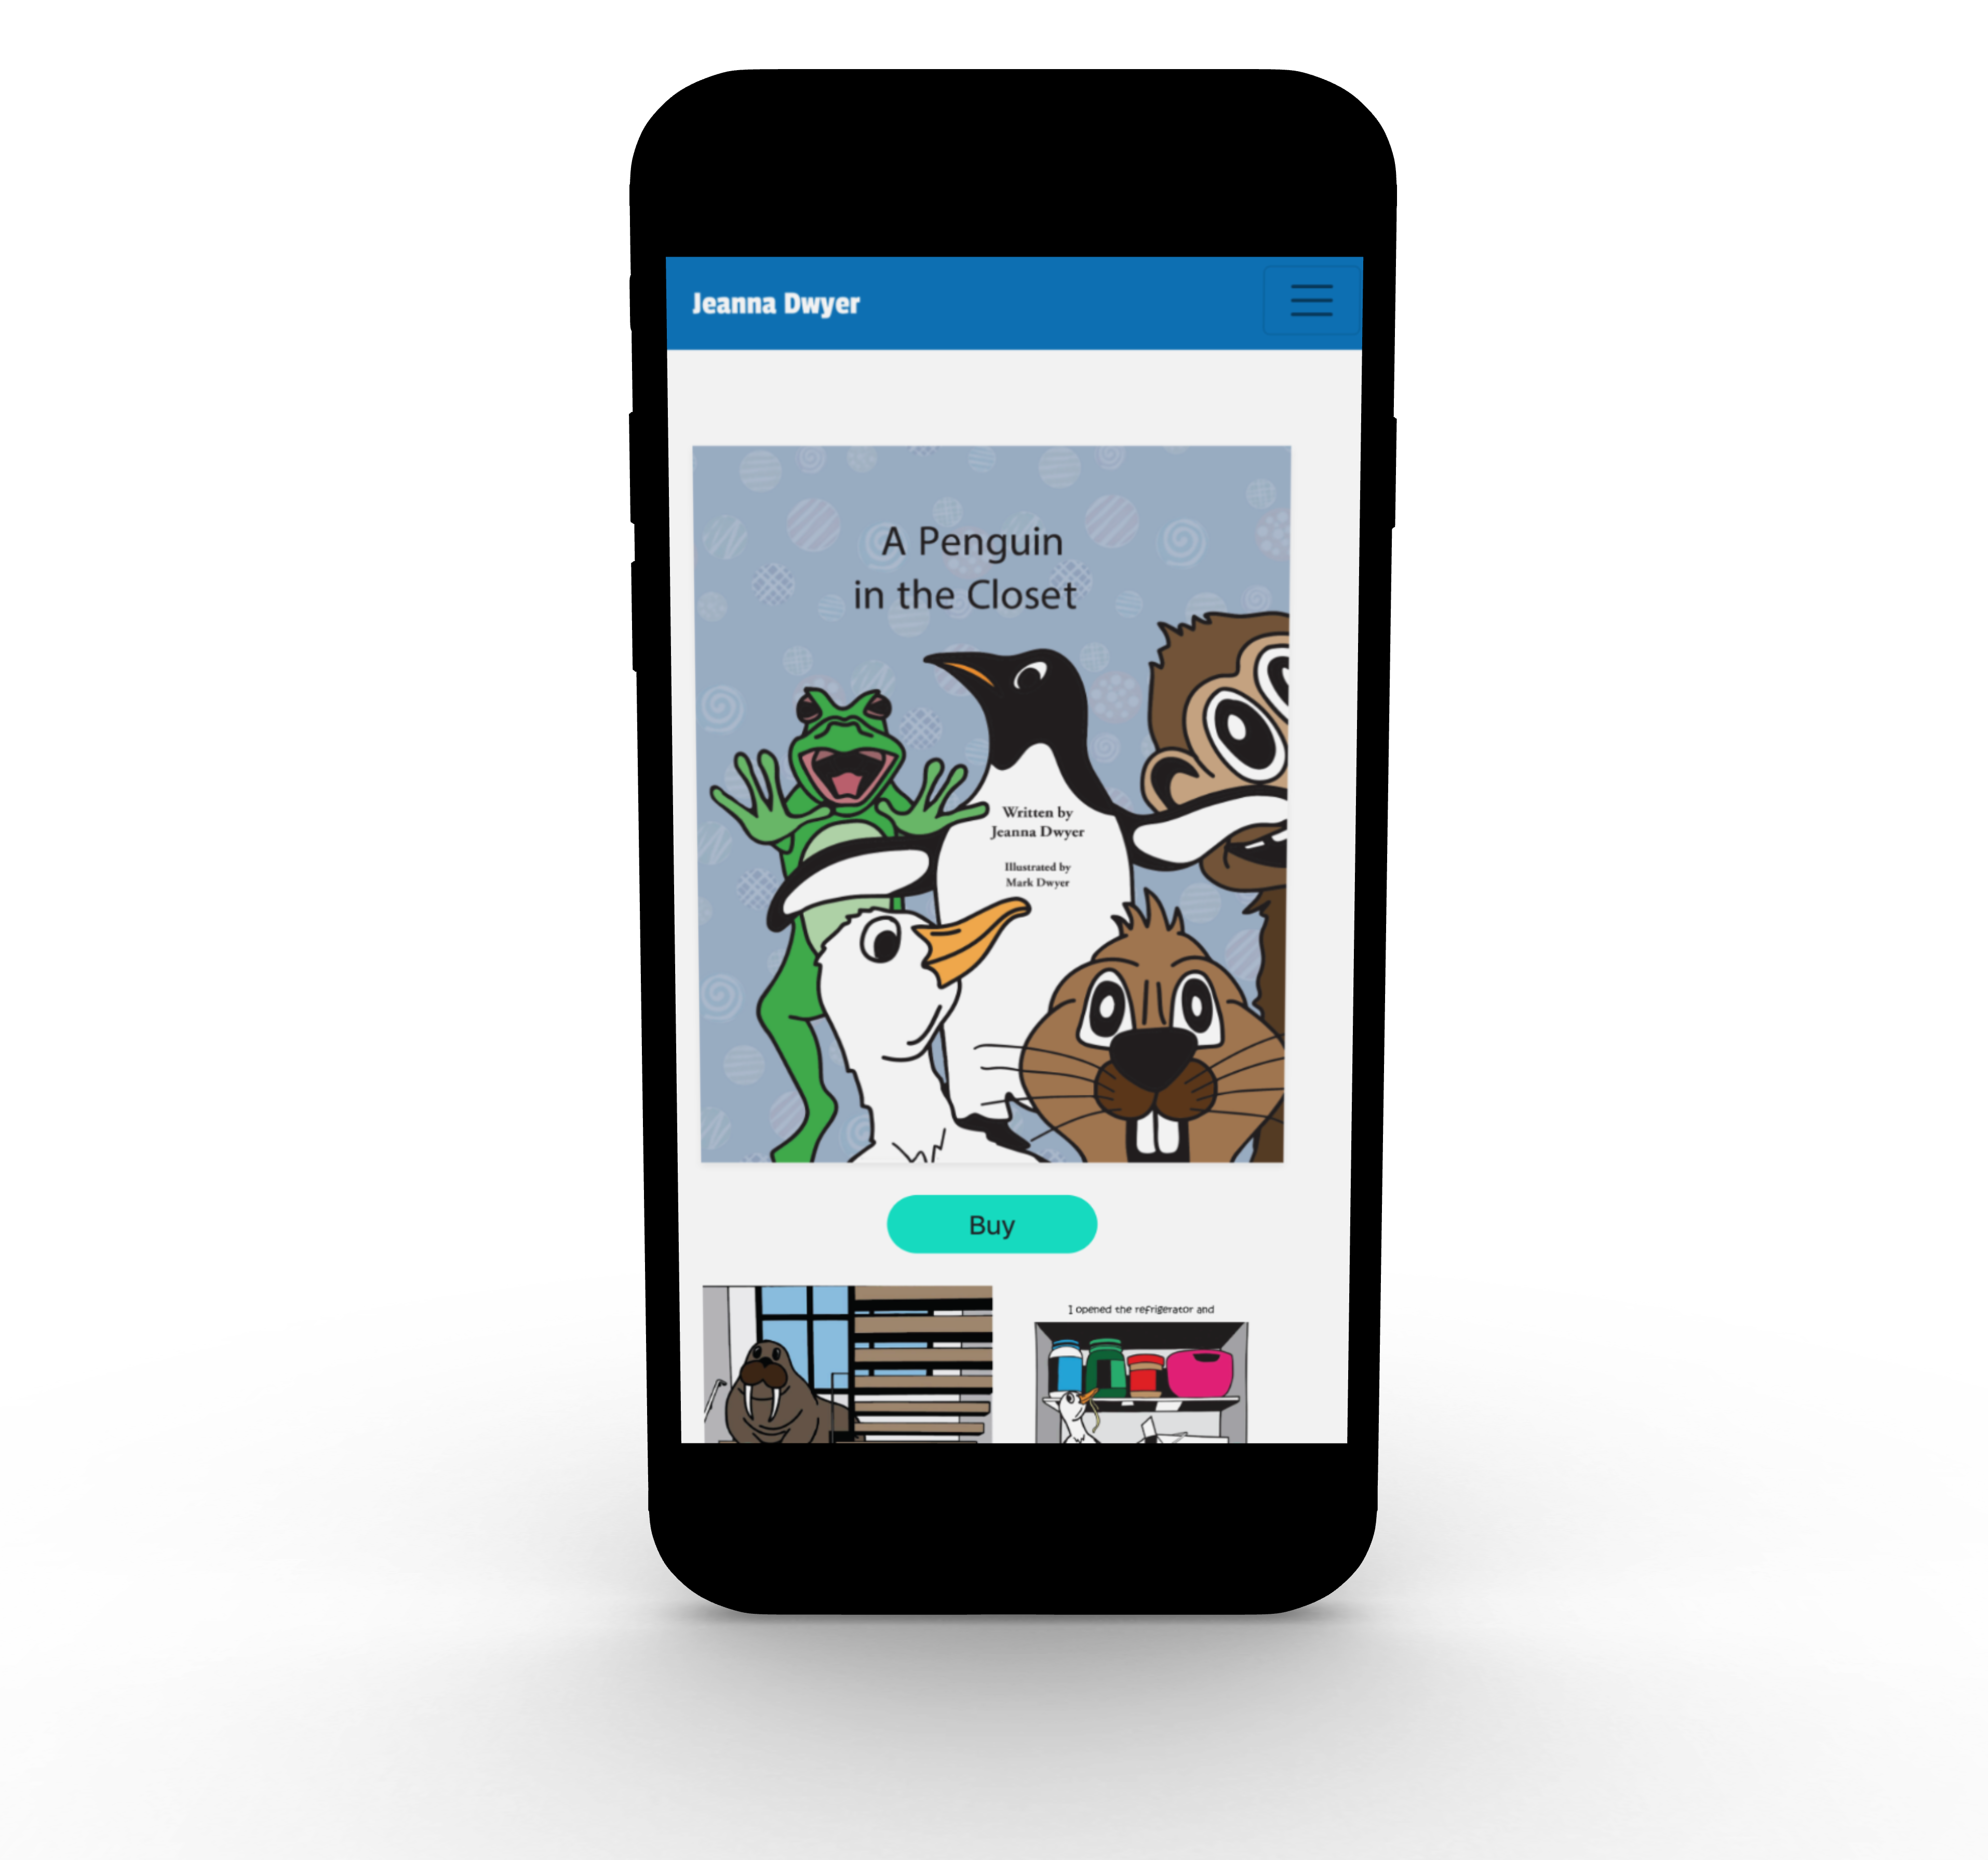 Jeanna Dwyer
A Penguin
in the Closet
Written by
Jeanna Dwyer
Illustrated by
Mark Dwyer
Buy
I opened the refrigerator and